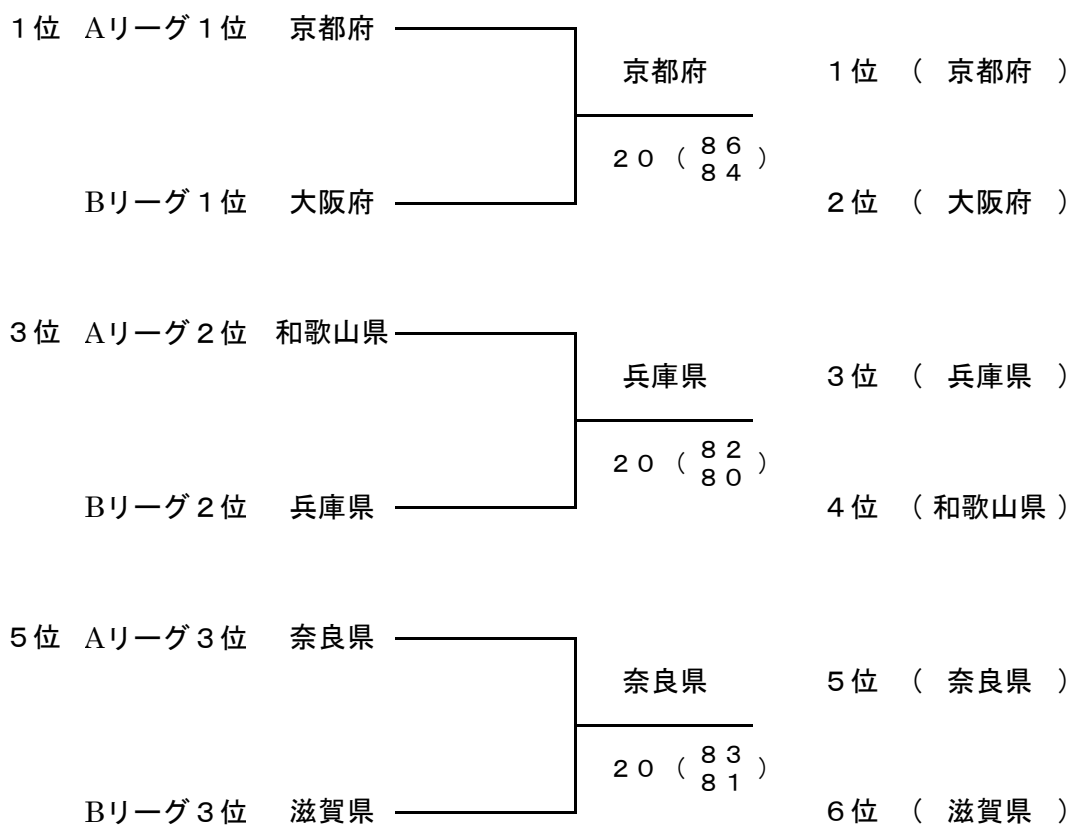 １位 Aリーグ１位 京都府
京都府 １位 （ 京都府 ）
２０（ ８６
８４ ）
Bリーグ１位 大阪府 ２位 （ 大阪府 ）
３位 Aリーグ２位 和歌山県
兵庫県 ３位 （ 兵庫県 ）
２０（ ８２
８０ ）
Bリーグ２位 兵庫県 ４位 （ 和歌山県 ）
５位 Aリーグ３位 奈良県
奈良県 ５位 （ 奈良県 ）
２０（ ８３
８１ ）
Bリーグ３位 滋賀県 ６位 （ 滋賀県 ）